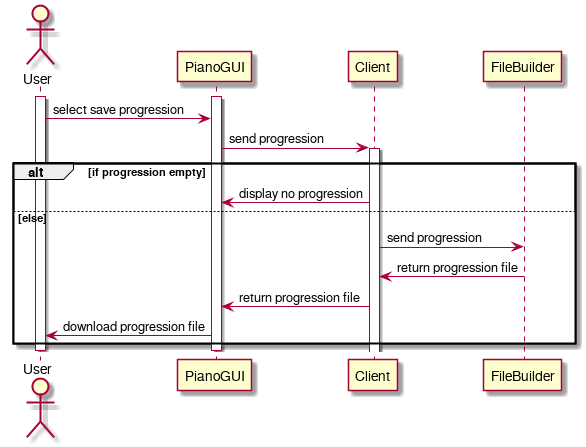 User
PianoGUI
Client
FileBuilder
select save progression
send progression
alt
[if progression empty]
display no progression
[else]
send progression
return progression file
return progression file
download progression file
User
PianoGUI
Client
FileBuilder